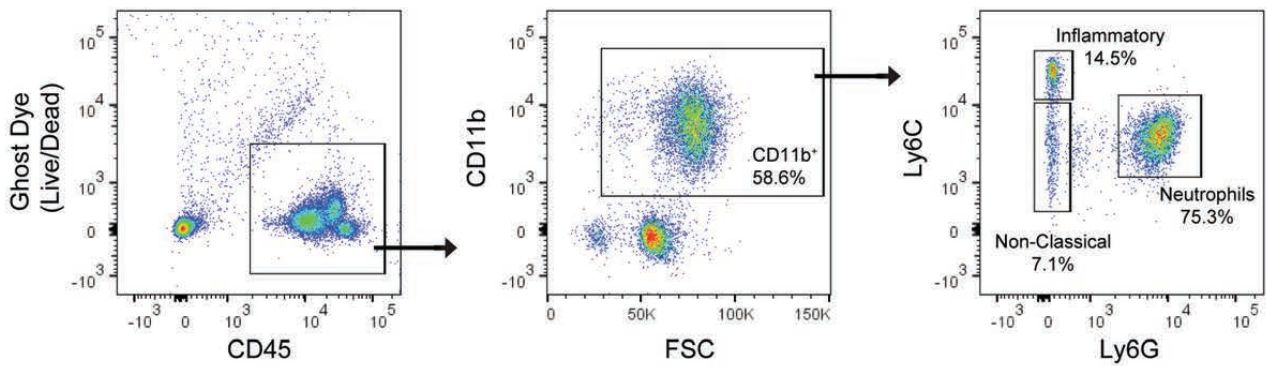 Ghost Dye
(Live/Dead)
10^5
10^4
10^3
0
-10^3
-10^3 0 10^3 10^4 10^5
CD45
CD11b
10^5
10^4
10^3
0
-10^3
CD11b+
58.6%
0 50K 100K 150K
FSC
Ly6C
10^5
10^4
10^3
0
-10^3
Inflammatory
14.5%
Neutrophils
75.3%
Non-Classical
7.1%
-10^3 0 10^3 10^4 10^5
Ly6G